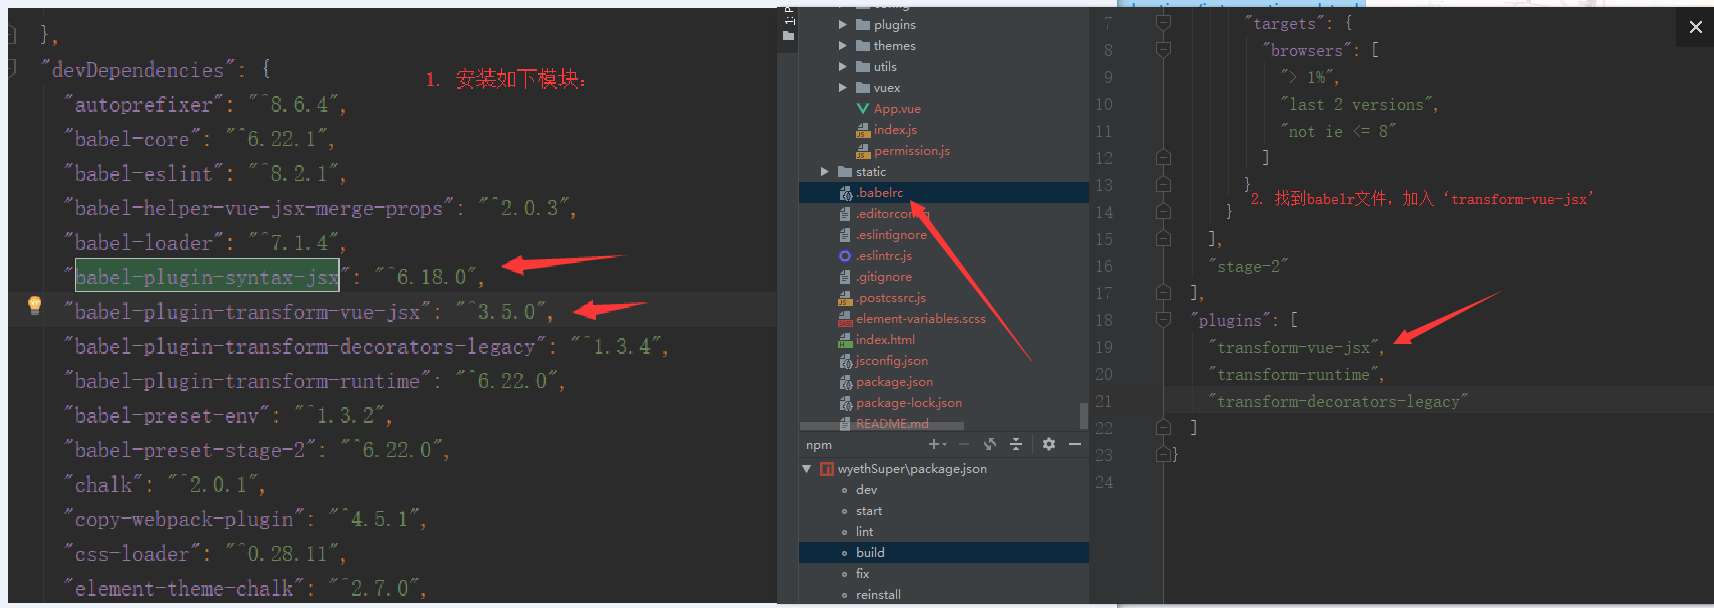 },
"devDependencies": {
1. 安装如下模块:
"autoprefixer": "^8.6.4",
"babel-core": "^6.22.1",
"babel-eslint": "^8.2.1",
"babel-helper-vue-jsx-merge-props": "^2.0.3",
"babel-loader": "^7.1.4",
"babel-plugin-syntax-jsx": "^6.18.0",
"babel-plugin-transform-vue-jsx": "^3.5.0",
"babel-plugin-transform-decorators-legacy": "^1.3.4",
"babel-plugin-transform-runtime": "^6.22.0",
"babel-preset-env": "^1.3.2",
"babel-preset-stage-2": "^6.22.0",
"chalk": "^2.0.1",
"copy-webpack-plugin": "^4.5.1",
"css-loader": "^0.28.11",
"element-theme-chalk": "^2.7.0",
1: P
plugins
themes
utils
vuex
App.vue
index.js
permission.js
static
.babelrc
.editorconfig
.eslintignore
.eslintrc.js
.gitignore
.postcssrc.js
element-variables.scss
index.html
jsconfig.json
package.json
package-lock.json
README.md
npm
wyethSuper\package.json
dev
start
lint
build
fix
reinstall
7 "targets": {
8 "browsers": [
9 "> 1%",
10 "last 2 versions",
11 "not ie <= 8"
12 ]
13 }
2. 找到babelr文件, 加入 ‘transform-vue-jsx’
14 }
15 ],
16 "stage-2"
17 ],
18 "plugins": [
19 "transform-vue-jsx",
20 "transform-runtime",
21 "transform-decorators-legacy"
22 ]
23 }
24